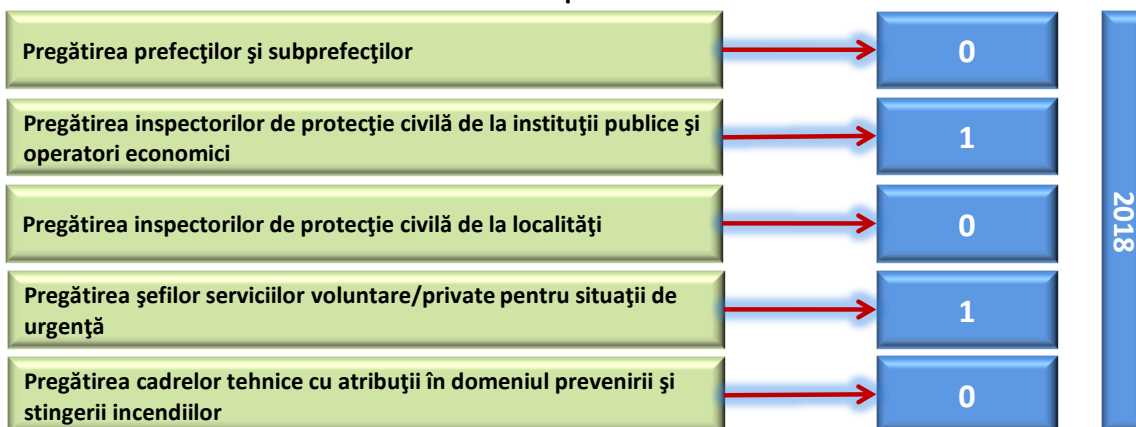 Pregătirea prefecţilor şi subprefecţilor
0
Pregătirea inspectorilor de protecţie civilă de la instituţii publice şi
operatori economici
1
Pregătirea inspectorilor de protecţie civilă de la localităţi
0
Pregătirea şefilor serviciilor voluntare/private pentru situaţii de
urgenţă
1
Pregătirea cadrelor tehnice cu atribuţii în domeniul prevenirii şi
stingerii incendiilor
0
2018